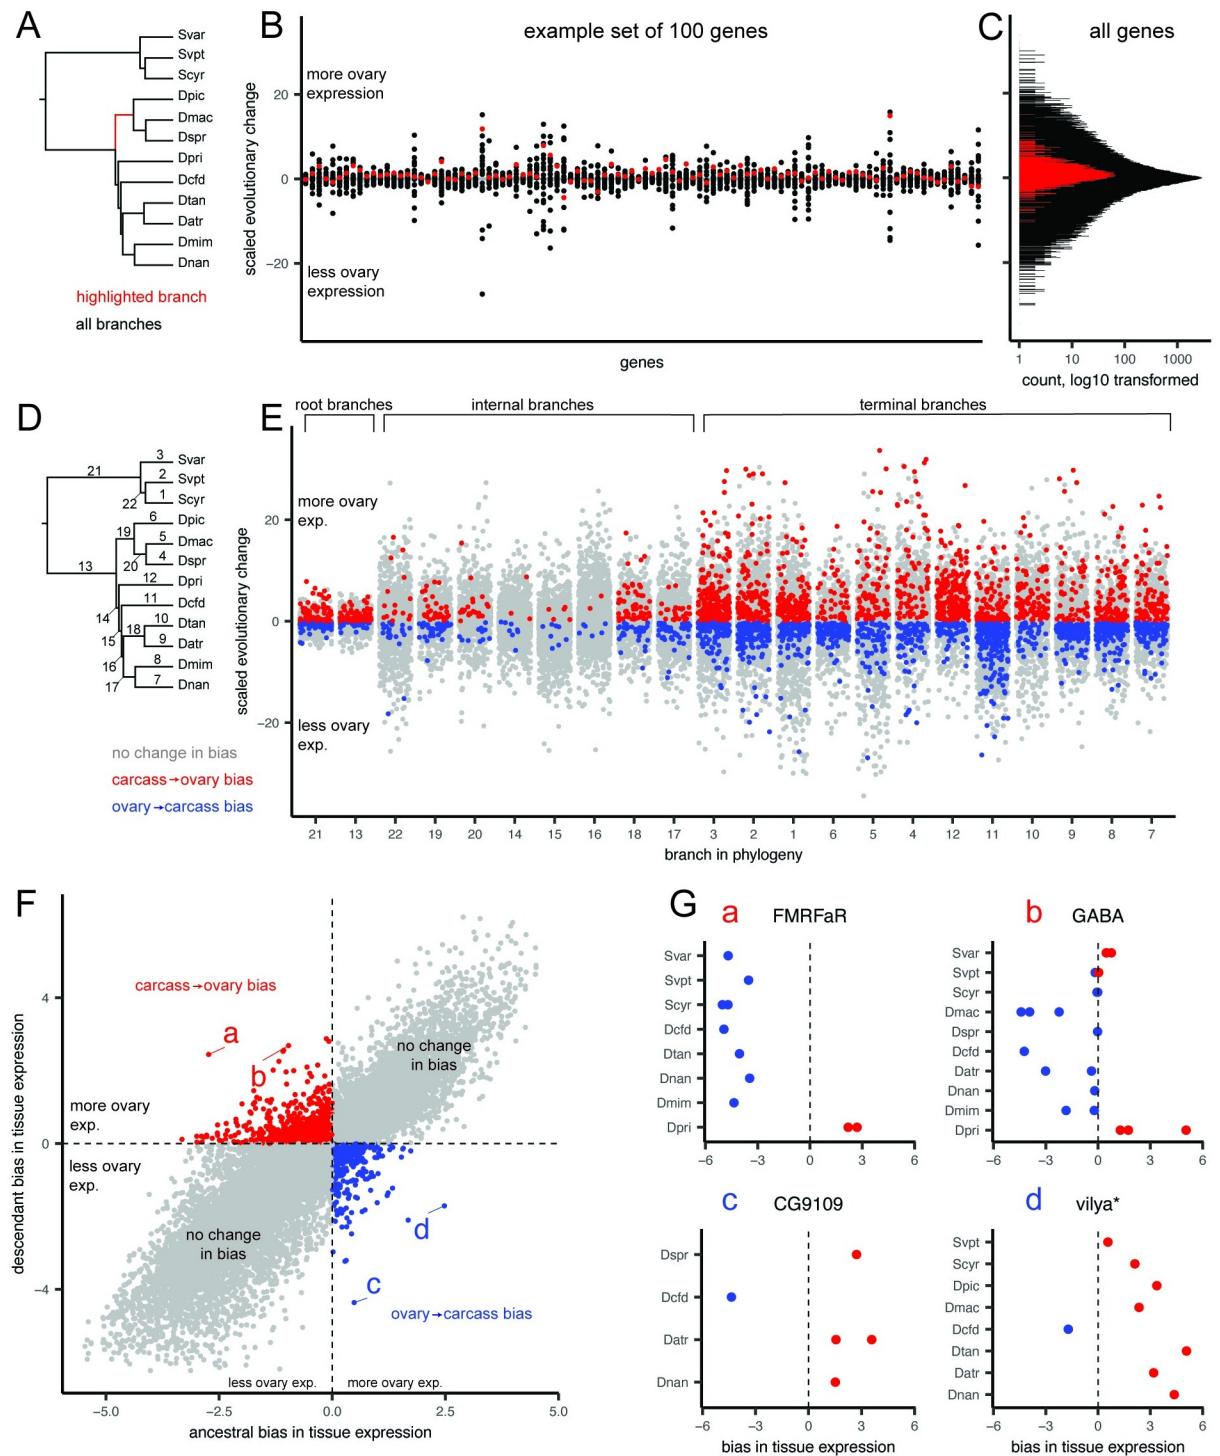 A
Svar
Svpt
Scyr
Dpic
Dmac
Dspr
Dpri
Dcfd
Dtan
Datr
Dmim
Dnan
highlighted branch
all branches
B
example set of 100 genes
more ovary
expression
20
0
−20
scaled evolutionary change
less ovary
expression
genes
C
all genes
1
10
100
1000
count, log10 transformed
D
21
3
Svar
2
Svpt
22
1
Scyr
6
Dpic
19
5
Dmac
20
4
Dspr
13
12
Dpri
11
Dcfd
14
10
Dtan
18
15
9
Datr
16
8
Dmim
17
7
Dnan
no change in bias
carcass→ovary bias
ovary→carcass bias
E
root branches
internal branches
terminal branches
more ovary
exp.
20
0
−20
scaled evolutionary change
less ovary
exp.
21
13
22
19
20
14
15
16
18
17
3
2
1
6
5
4
12
11
10
9
8
7
branch in phylogeny
F
carcass→ovary bias
a
b
no change
in bias
more ovary
exp.
4
0
−4
less ovary
exp.
descendant bias in tissue expression
no change
in bias
d
c
ovary→carcass bias
less ovary exp.
more ovary exp.
−5.0
−2.5
0.0
2.5
5.0
ancestral bias in tissue expression
G
a
FMRFaR
Svar
Svpt
Scyr
Dcfd
Dtan
Dnan
Dmim
Dpri
−6
−3
0
3
6
b
GABA
Svar
Svpt
Scyr
Dmac
Dspr
Dcfd
Datr
Dnan
Dmim
Dpri
−6
−3
0
3
6
c
CG9109
Dspr
Dcfd
Datr
Dnan
−6
−3
0
3
6
bias in tissue expression
d
vilya*
Svpt
Scyr
Dpic
Dmac
Dcfd
Dtan
Datr
Dnan
−6
−3
0
3
6
bias in tissue expression